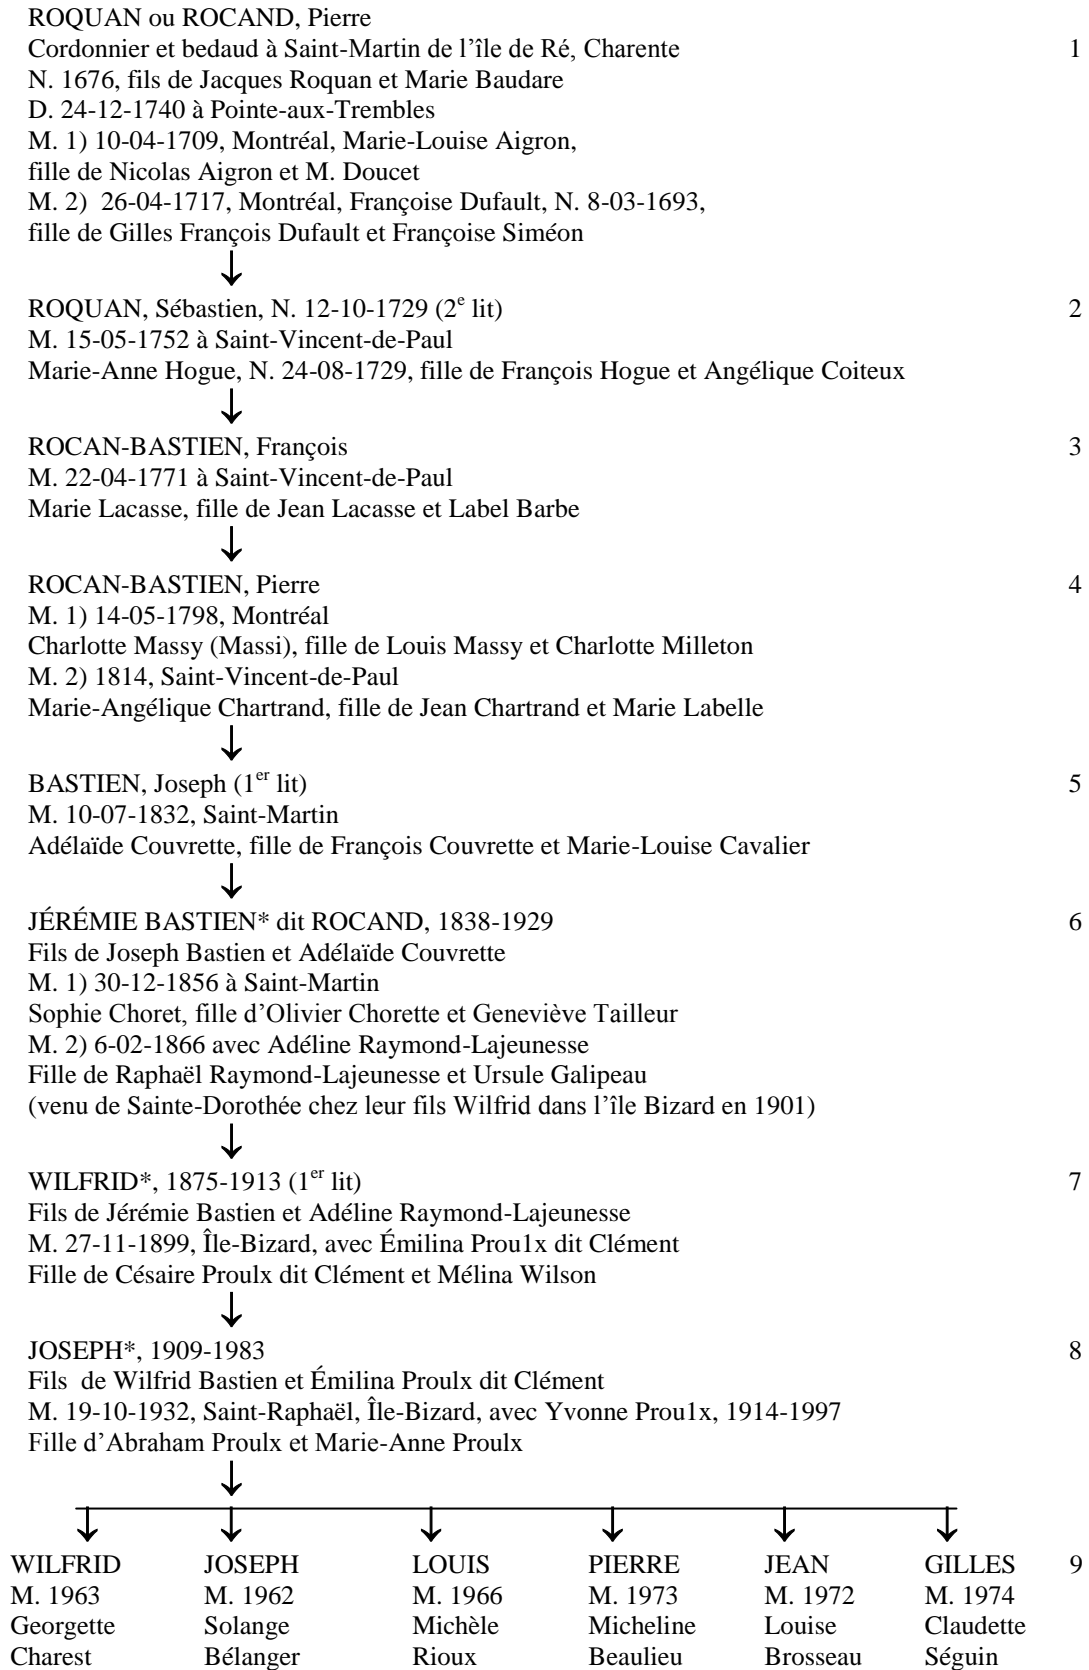 ROQUAN ou ROCAND, Pierre
Cordonnier et bedaud à Saint-Martin de l’île de Ré, Charente 1
N. 1676, fils de Jacques Roquan et Marie Baudare
D. 24-12-1740 à Pointe-aux-Trembles
M. 1) 10-04-1709, Montréal, Marie-Louise Aigron,
fille de Nicolas Aigron et M. Doucet
M. 2) 26-04-1717, Montréal, Françoise Dufault, N. 8-03-1693,
fille de Gilles François Dufault et Françoise Siméon
ROQUAN, Sébastien, N. 12-10-1729 (2e lit) 2
M. 15-05-1752 à Saint-Vincent-de-Paul
Marie-Anne Hogue, N. 24-08-1729, fille de François Hogue et Angélique Coiteux
ROCAN-BASTIEN, François 3
M. 22-04-1771 à Saint-Vincent-de-Paul
Marie Lacasse, fille de Jean Lacasse et Label Barbe
ROCAN-BASTIEN, Pierre 4
M. 1) 14-05-1798, Montréal
Charlotte Massy (Massi), fille de Louis Massy et Charlotte Milleton
M. 2) 1814, Saint-Vincent-de-Paul
Marie-Angélique Chartrand, fille de Jean Chartrand et Marie Labelle
BASTIEN, Joseph (1er lit) 5
M. 10-07-1832, Saint-Martin
Adélaïde Couvrette, fille de François Couvrette et Marie-Louise Cavalier
JÉRÉMIE BASTIEN* dit ROCAND, 1838-1929 6
Fils de Joseph Bastien et Adélaïde Couvrette
M. 1) 30-12-1856 à Saint-Martin
Sophie Choret, fille d’Olivier Chorette et Geneviève Tailleur
M. 2) 6-02-1866 avec Adéline Raymond-Lajeunesse
Fille de Raphaël Raymond-Lajeunesse et Ursule Galipeau
(venu de Sainte-Dorothée chez leur fils Wilfrid dans l’île Bizard en 1901)
WILFRID*, 1875-1913 (1er lit) 7
Fils de Jérémie Bastien et Adéline Raymond-Lajeunesse
M. 27-11-1899, Île-Bizard, avec Émilina Prou1x dit Clément
Fille de Césaire Proulx dit Clément et Mélina Wilson
JOSEPH*, 1909-1983 8
Fils de Wilfrid Bastien et Émilina Proulx dit Clément
M. 19-10-1932, Saint-Raphaël, Île-Bizard, avec Yvonne Prou1x, 1914-1997
Fille d’Abraham Proulx et Marie-Anne Proulx
WILFRID JOSEPH LOUIS PIERRE JEAN GILLES 9
M. 1963 M. 1962 M. 1966 M. 1973 M. 1972 M. 1974
Georgette Solange Michèle Micheline Louise Claudette
Charest Bélanger Rioux Beaulieu Brosseau Séguin